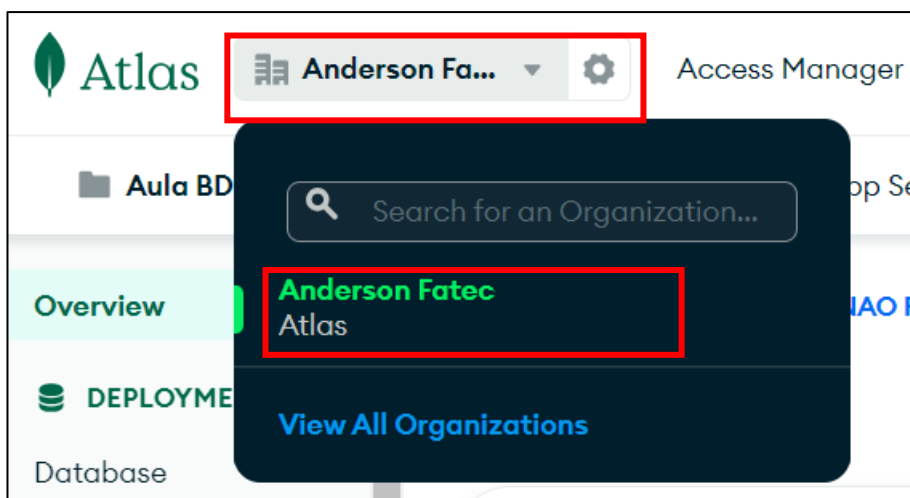 Atlas
Anderson Fa...
Access Manager
Aula BD
Search for an Organization...
Overview
Anderson Fatec
Atlas
DEPLOYME
View All Organizations
Database